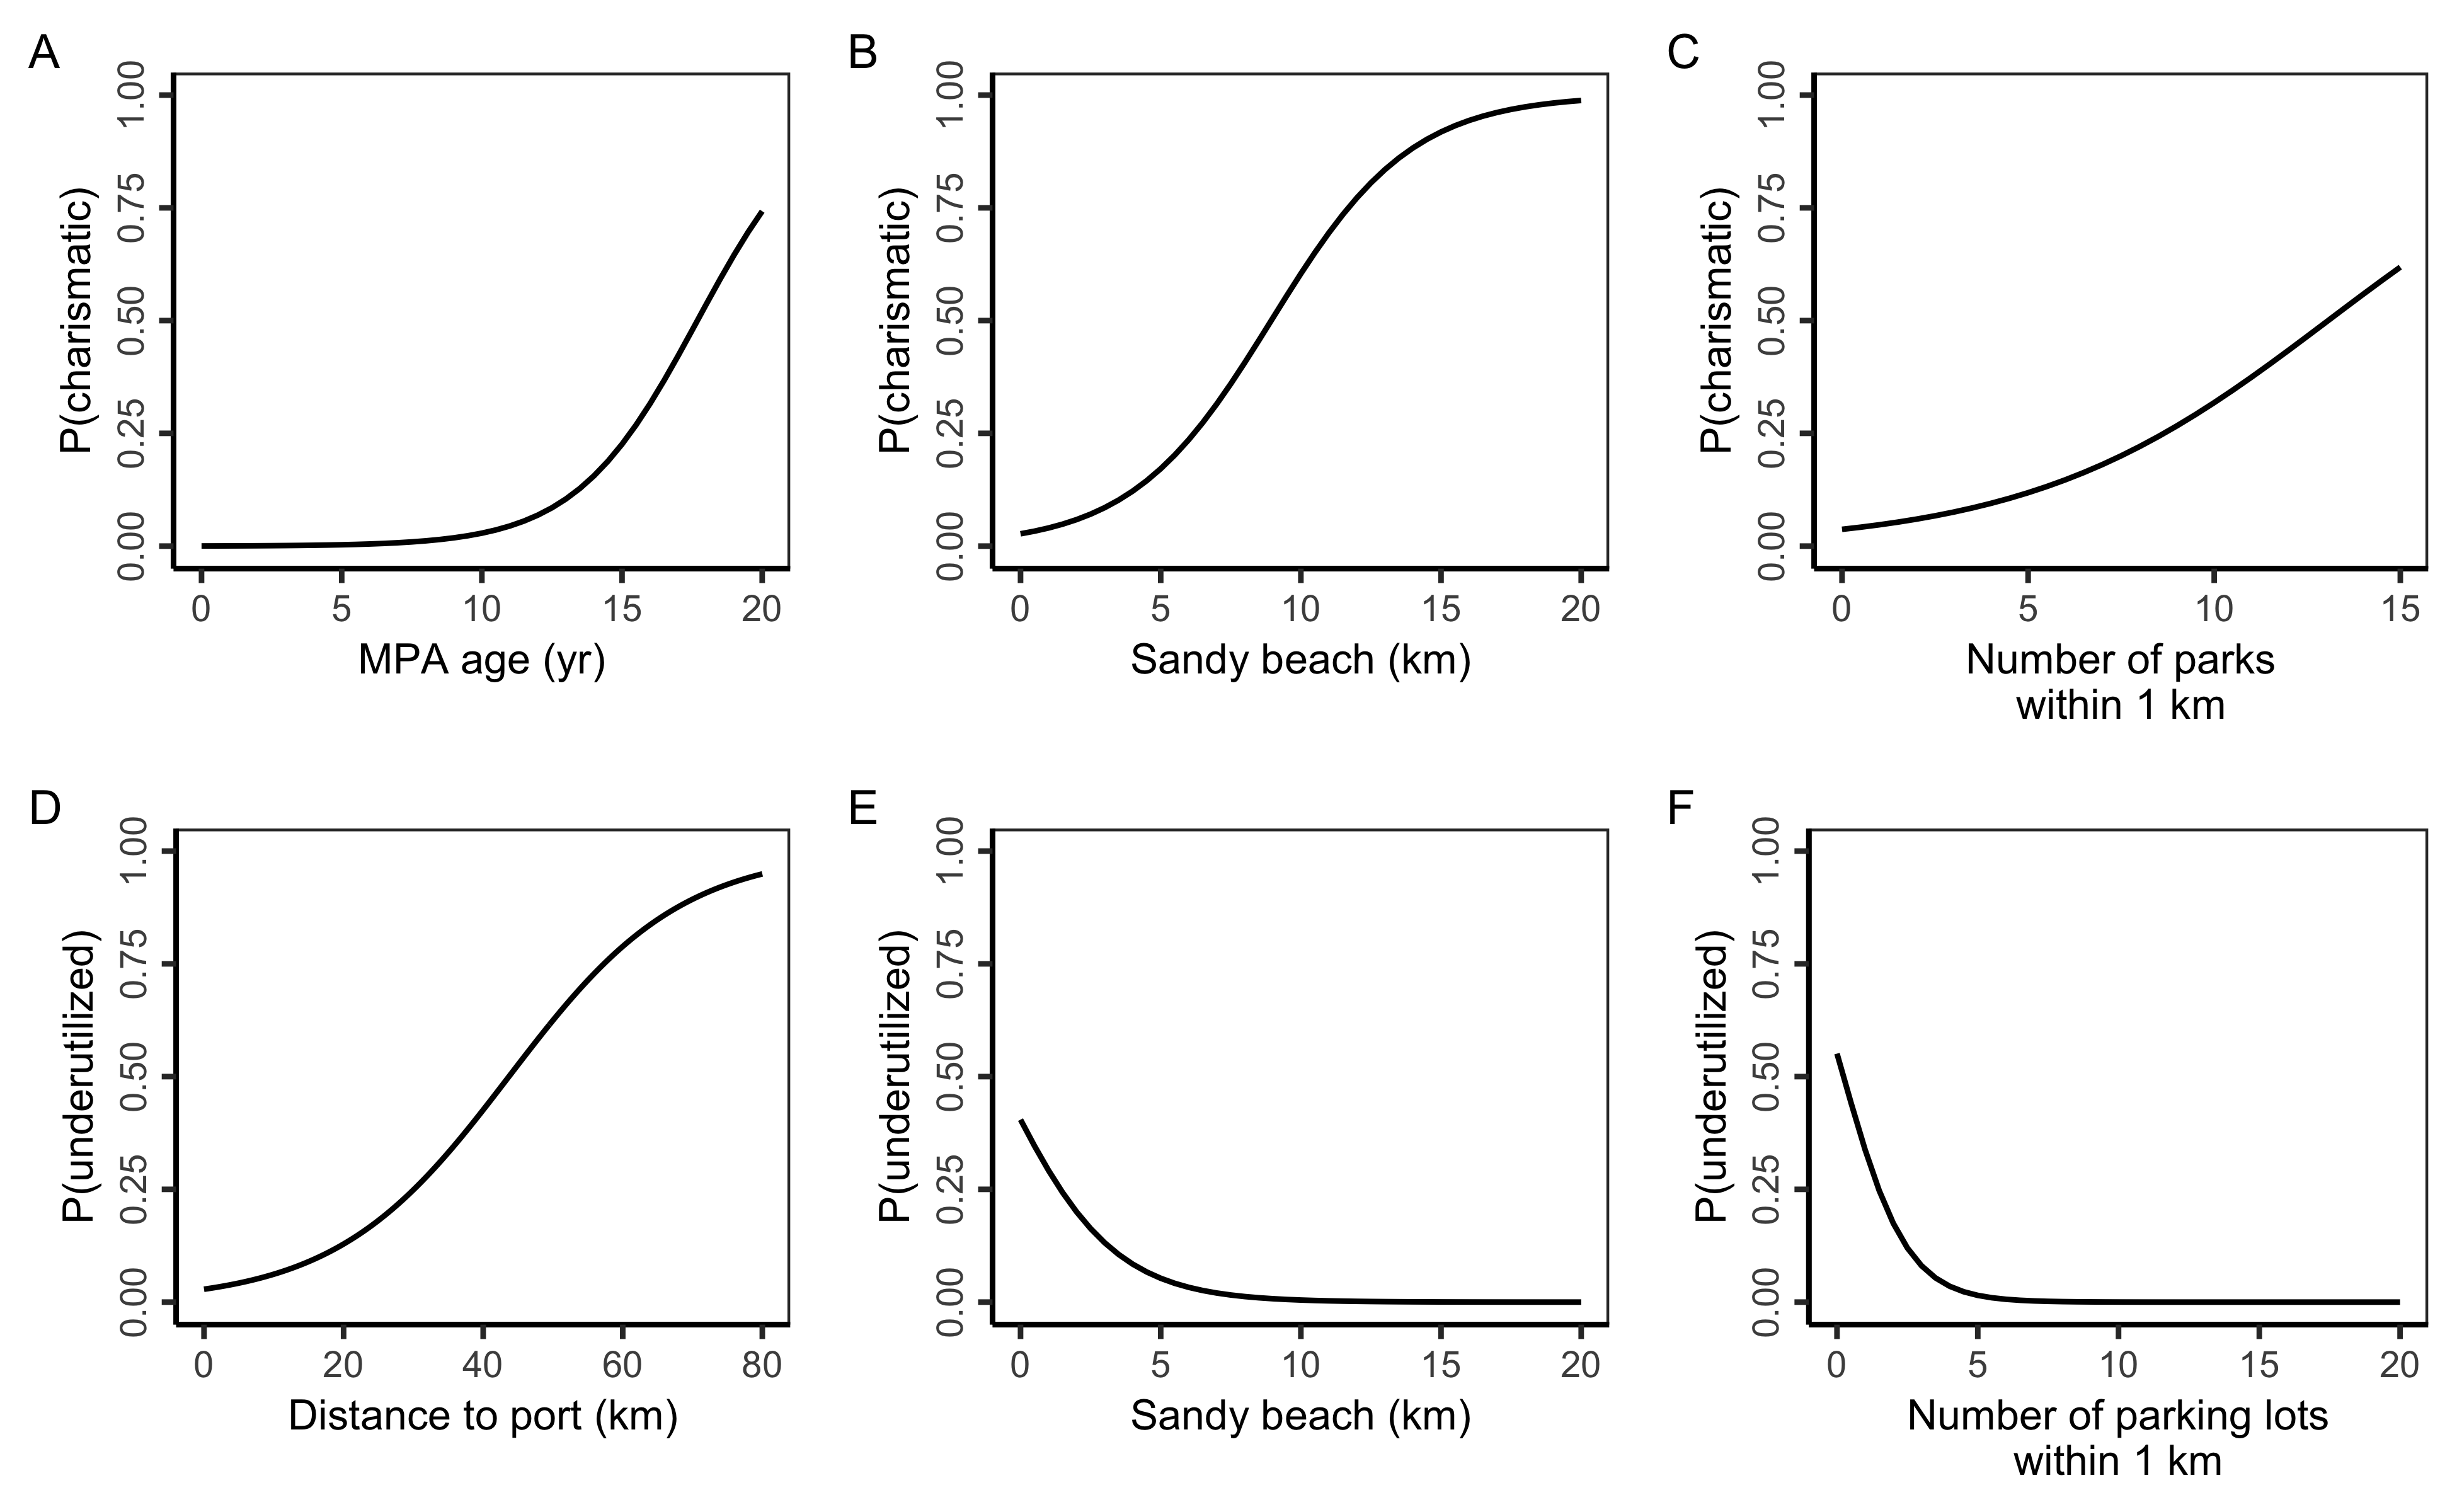 A
P(charismatic)
1.00
0.75
0.50
0.25
0.00
0 5 10 15 20
MPA age (yr)
B
P(charismatic)
1.00
0.75
0.50
0.25
0.00
0 5 10 15 20
Sandy beach (km)
C
P(charismatic)
1.00
0.75
0.50
0.25
0.00
0 5 10 15
Number of parks
within 1 km
D
P(underutilized)
1.00
0.75
0.50
0.25
0.00
0 20 40 60 80
Distance to port (km)
E
P(underutilized)
1.00
0.75
0.50
0.25
0.00
0 5 10 15 20
Sandy beach (km)
F
P(underutilized)
1.00
0.75
0.50
0.25
0.00
0 5 10 15 20
Number of parking lots
within 1 km